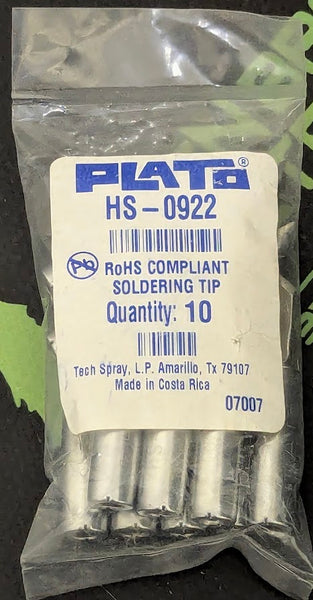 PLATO®
HS-0922
Pb
RoHS COMPLIANT
SOLDERING TIP
Quantity: 10
Tech Spray, L.P. Amarillo, Tx 79107
Made in Costa Rica
07007